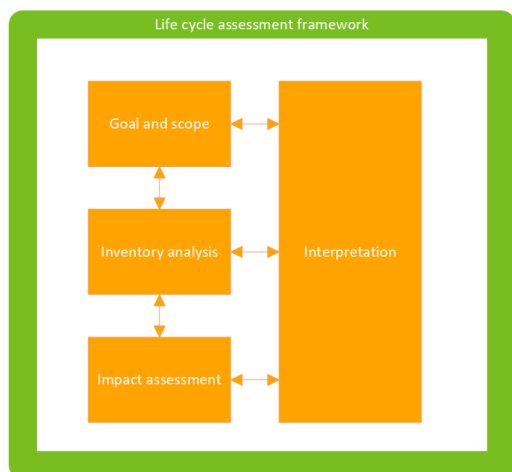 Life cycle assessment framework
Goal and scope
Inventory analysis
Interpretation
Impact assessment